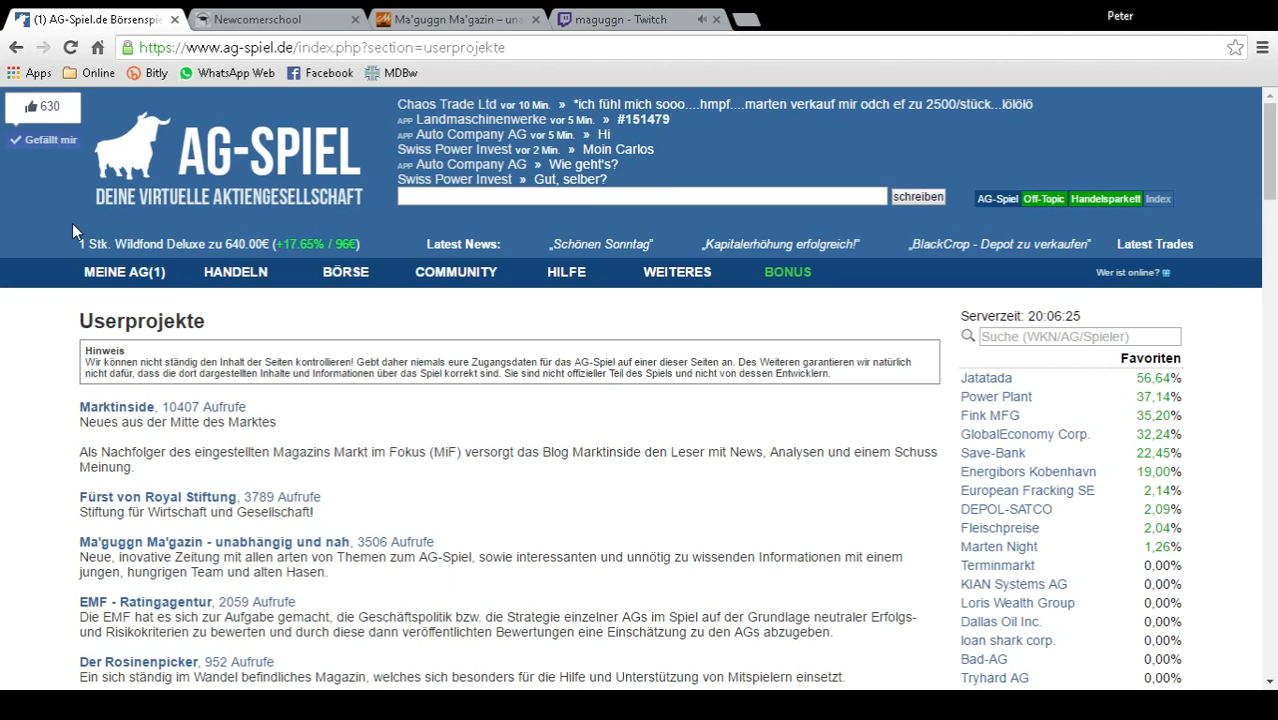 (1) AG-Spiel.de Börsenspie
Newcomerschool
Ma'guggn Ma'gazin – una
maguggn - Twitch
Peter
https://www.ag-spiel.de/index.php?section=userprojekte
Apps
Online
Bitly
WhatsApp Web
Facebook
MDBw
630
Gefällt mir
AG-SPIEL
DEINE VIRTUELLE AKTIENGESELLSCHAFT
Chaos Trade Ltd vor 10 Min. » *ich fühl mich sooo....hmpf....marten verkauf mir odch ef zu 2500/stück...lölölö
APP Landmaschinenwerke vor 5 Min. » #151479
APP Auto Company AG vor 5 Min. » Hi
Swiss Power Invest vor 2 Min. » Moin Carlos
APP Auto Company AG » Wie geht's?
Swiss Power Invest » Gut, selber?
schreiben
AG-Spiel Off-Topic Handelsparkett Index
1 Stk. Wildfond Deluxe zu 640.00€ (+17.65% / 96€)
Latest News: „Schönen Sonntag” „Kapitalerhöhung erfolgreich!” „BlackCrop - Depot zu verkaufen” Latest Trades
MEINE AG(1) HANDELN BÖRSE COMMUNITY HILFE WEITERES BONUS
Wer ist online?
Userprojekte
Hinweis
Wir können nicht ständig den Inhalt der Seiten kontrollieren! Gebt daher niemals eure Zugangsdaten für das AG-Spiel auf einer dieser Seiten an. Des Weiteren garantieren wir natürlich
nicht dafür, dass die dort dargestellten Inhalte und Informationen über das Spiel korrekt sind. Sie sind nicht offizieller Teil des Spiels und nicht von dessen Entwicklern.
Marktinside, 10407 Aufrufe
Neues aus der Mitte des Marktes
Als Nachfolger des eingestellten Magazins Markt im Fokus (MiF) versorgt das Blog Marktinside den Leser mit News, Analysen und einem Schuss
Meinung.
Fürst von Royal Stiftung, 3789 Aufrufe
Stiftung für Wirtschaft und Gesellschaft!
Ma'guggn Ma'gazin - unabhängig und nah, 3506 Aufrufe
Neue, inovative Zeitung mit allen arten von Themen zum AG-Spiel, sowie interessanten und unnötig zu wissenden Informationen mit einem
jungen, hungrigen Team und alten Hasen.
EMF - Ratingagentur, 2059 Aufrufe
Die EMF hat es sich zur Aufgabe gemacht, die Geschäftspolitik bzw. die Strategie einzelner AGs im Spiel auf der Grundlage neutraler Erfolgs-
und Risikokriterien zu bewerten und durch diese dann veröffentlichten Bewertungen eine Einschätzung zu den AGs abzugeben.
Der Rosinenpicker, 952 Aufrufe
Ein sich ständig im Wandel befindliches Magazin, welches sich besonders für die Hilfe und Unterstützung von Mitspielern einsetzt.
Serverzeit: 20:06:25
Suche (WKN/AG/Spieler)
Favoriten
Jatatada 56,64%
Power Plant 37,14%
Fink MFG 35,20%
GlobalEconomy Corp. 32,24%
Save-Bank 22,45%
Energibors Kobenhavn 19,00%
European Fracking SE 2,14%
DEPOL-SATCO 2,09%
Fleischpreise 2,04%
Marten Night 1,26%
Terminmarkt 0,00%
KIAN Systems AG 0,00%
Loris Wealth Group 0,00%
Dallas Oil Inc. 0,00%
loan shark corp. 0,00%
Bad-AG 0,00%
Tryhard AG 0,00%